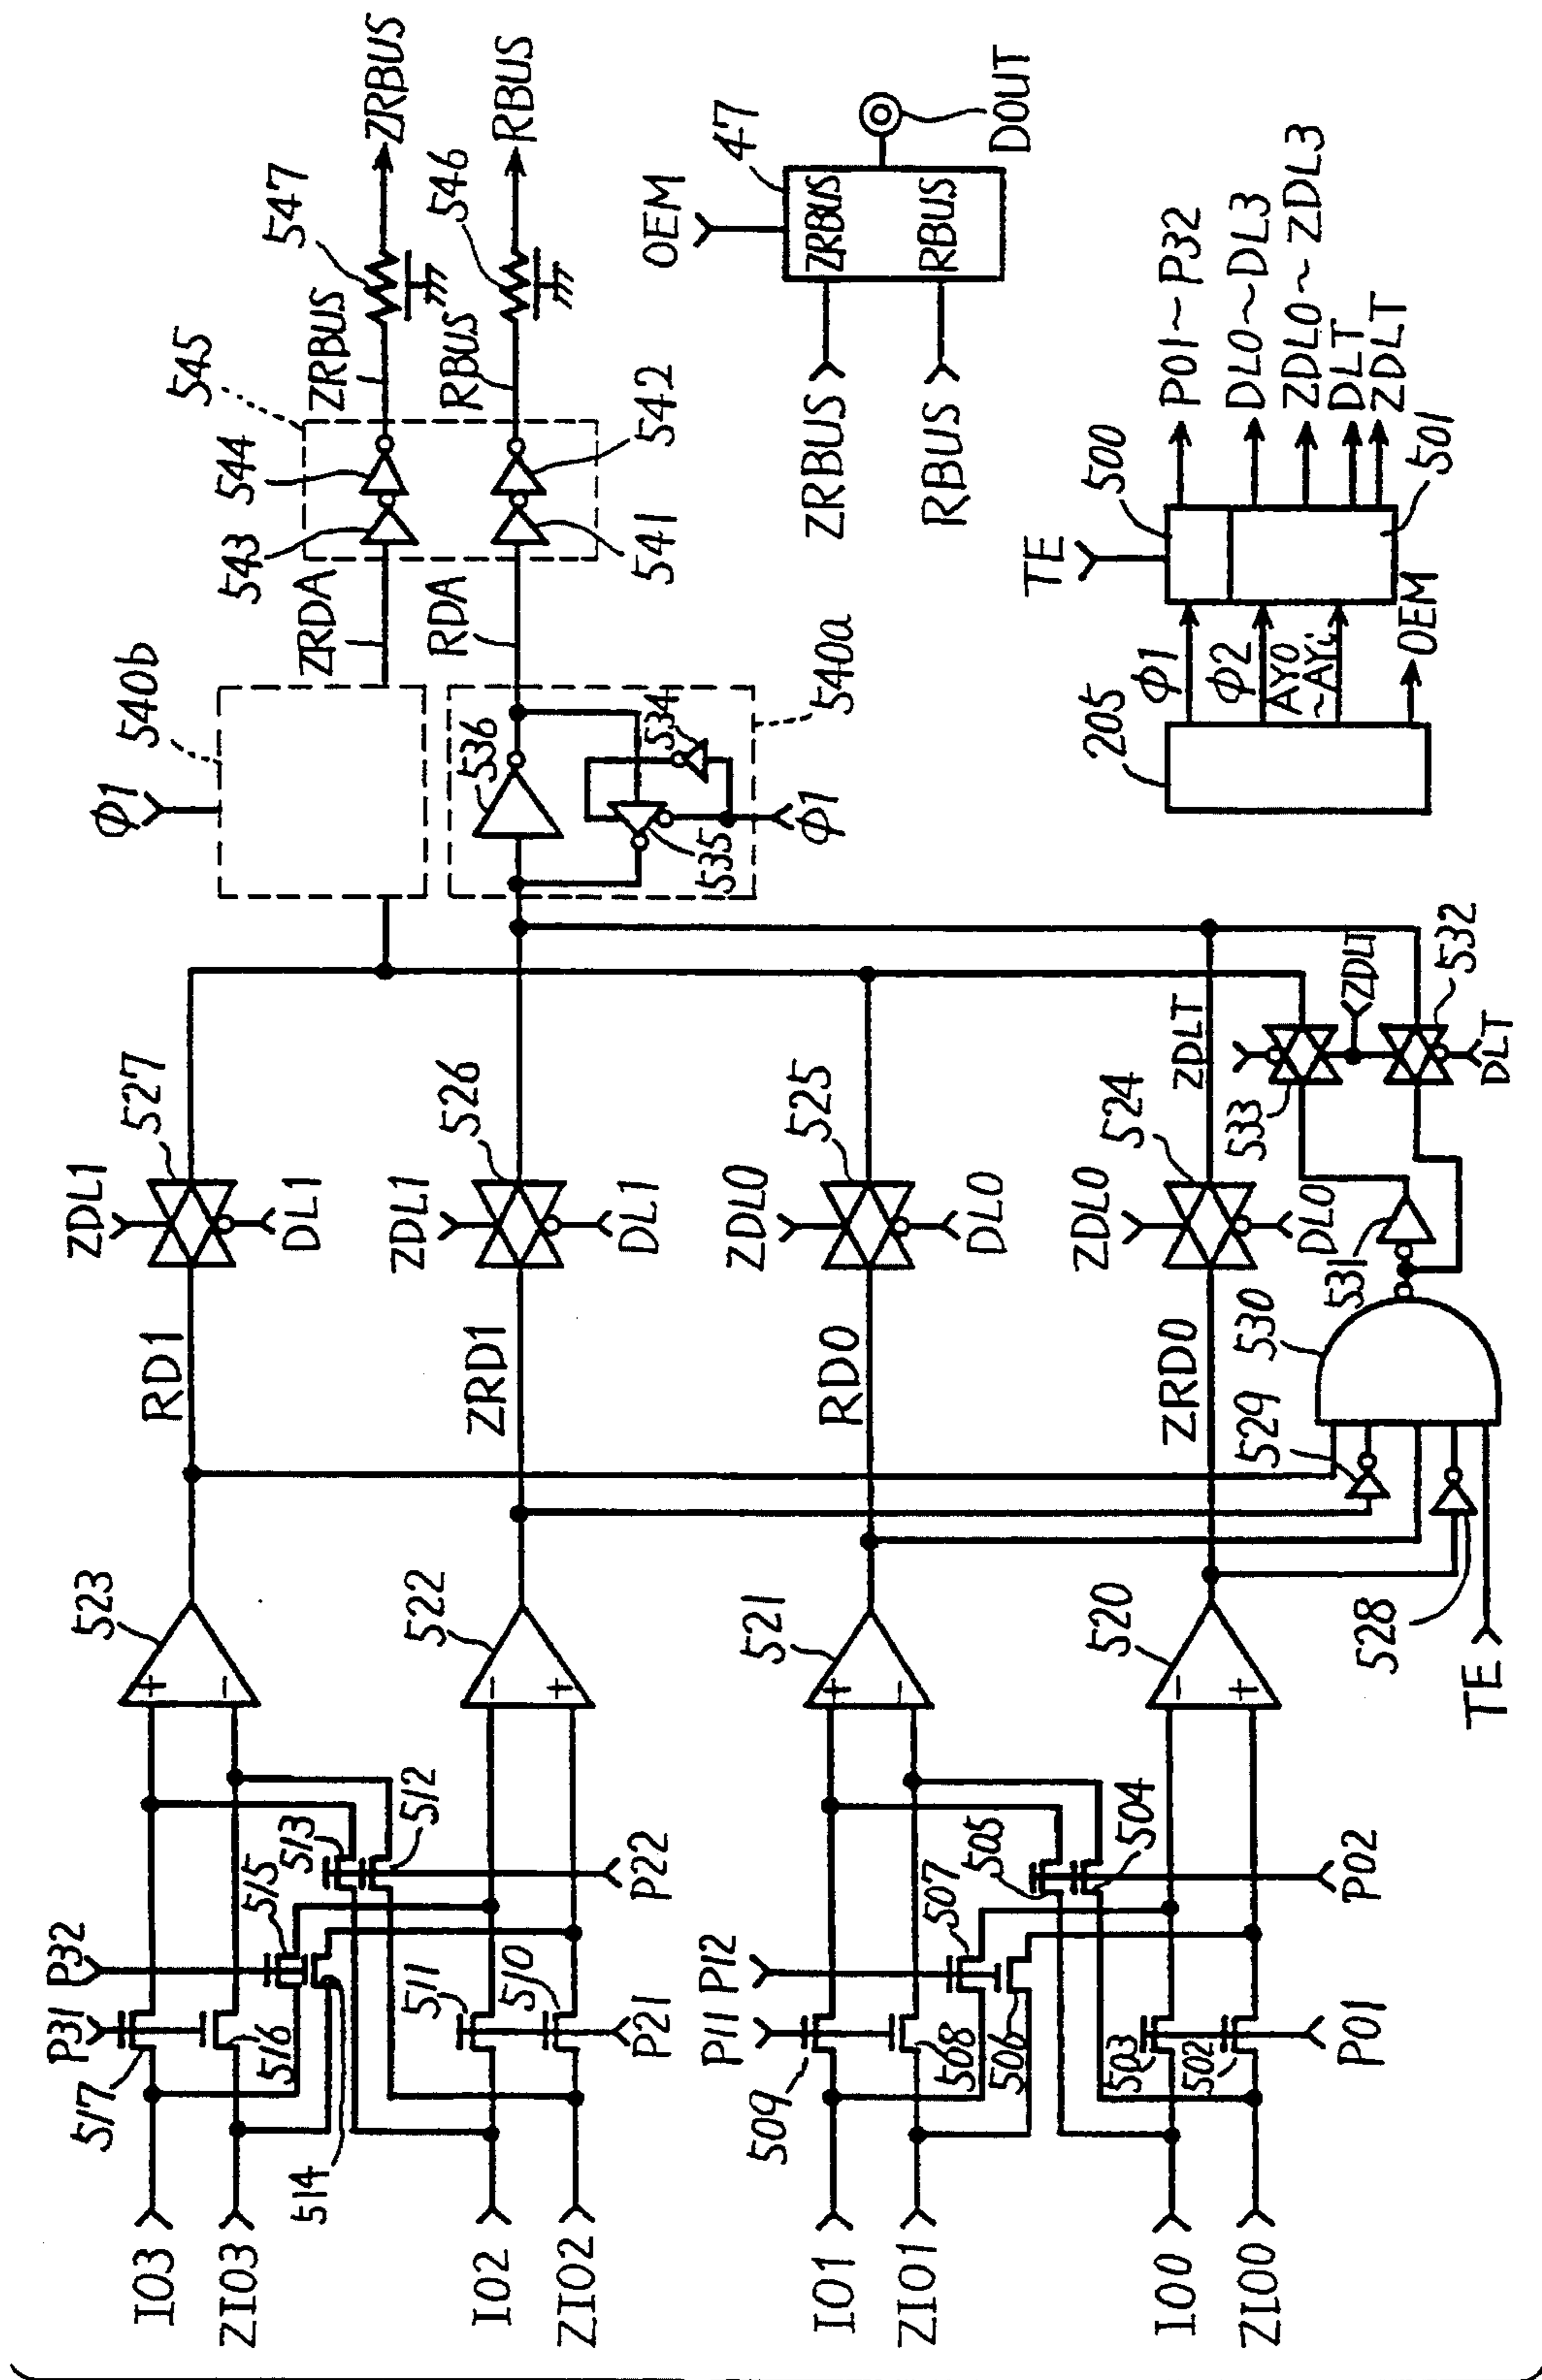 ZRBUS
RBUS
547
546
ZRBUS
RBUS
545
544
542
543
541
ZRDA
RDA
540b
540a
Φ1
536
534
535
Φ1
OEM
47
ZRBUS
RBUS
DOUT
ZRBUS
RBUS
TE
500
P01~P32
DL0~DL3
ZDL0~ZDL3
DLT
ZDLT
501
205
Φ1
Φ2
AY0
~AYi
OEM
ZDL1
527
DL1
RD1
ZDL1
526
DL1
ZRD1
ZDL0
525
DL0
RD0
ZDL0
524
DL0
ZRD0
ZDLT
533
ZDLT
532
DLT
531
530
529
528
TE
523
+
−
522
−
+
521
+
−
520
−
+
P31
P32
517
516
515
514
513
512
P22
511
510
P21
P11
P12
509
508
507
506
505
504
P02
503
502
P01
IO3
ZIO3
IO2
ZIO2
IO1
ZIO1
IO0
ZIO0